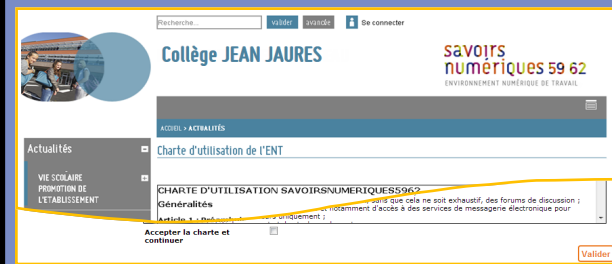 Recherche... valider avancée Se connecter
Collège JEAN JAURES
savoirs
numériques 59 62
ENVIRONNEMENT NUMÉRIQUE DE TRAVAIL
ACCUEIL > ACTUALITÉS
Actualités
Charte d'utilisation de l'ENT
VIE SCOLAIRE
PROMOTION DE
L'ETABLISSEMENT
CHARTE D'UTILISATION SAVOIRSNUMERIQUES5962
Généralités
que cela ne soit exhaustif, des forums de discussion ;
notamment d'accès à des services de messagerie électronique pour
Article 1 : uniquement ;
Accepter la charte et
continuer
Valider